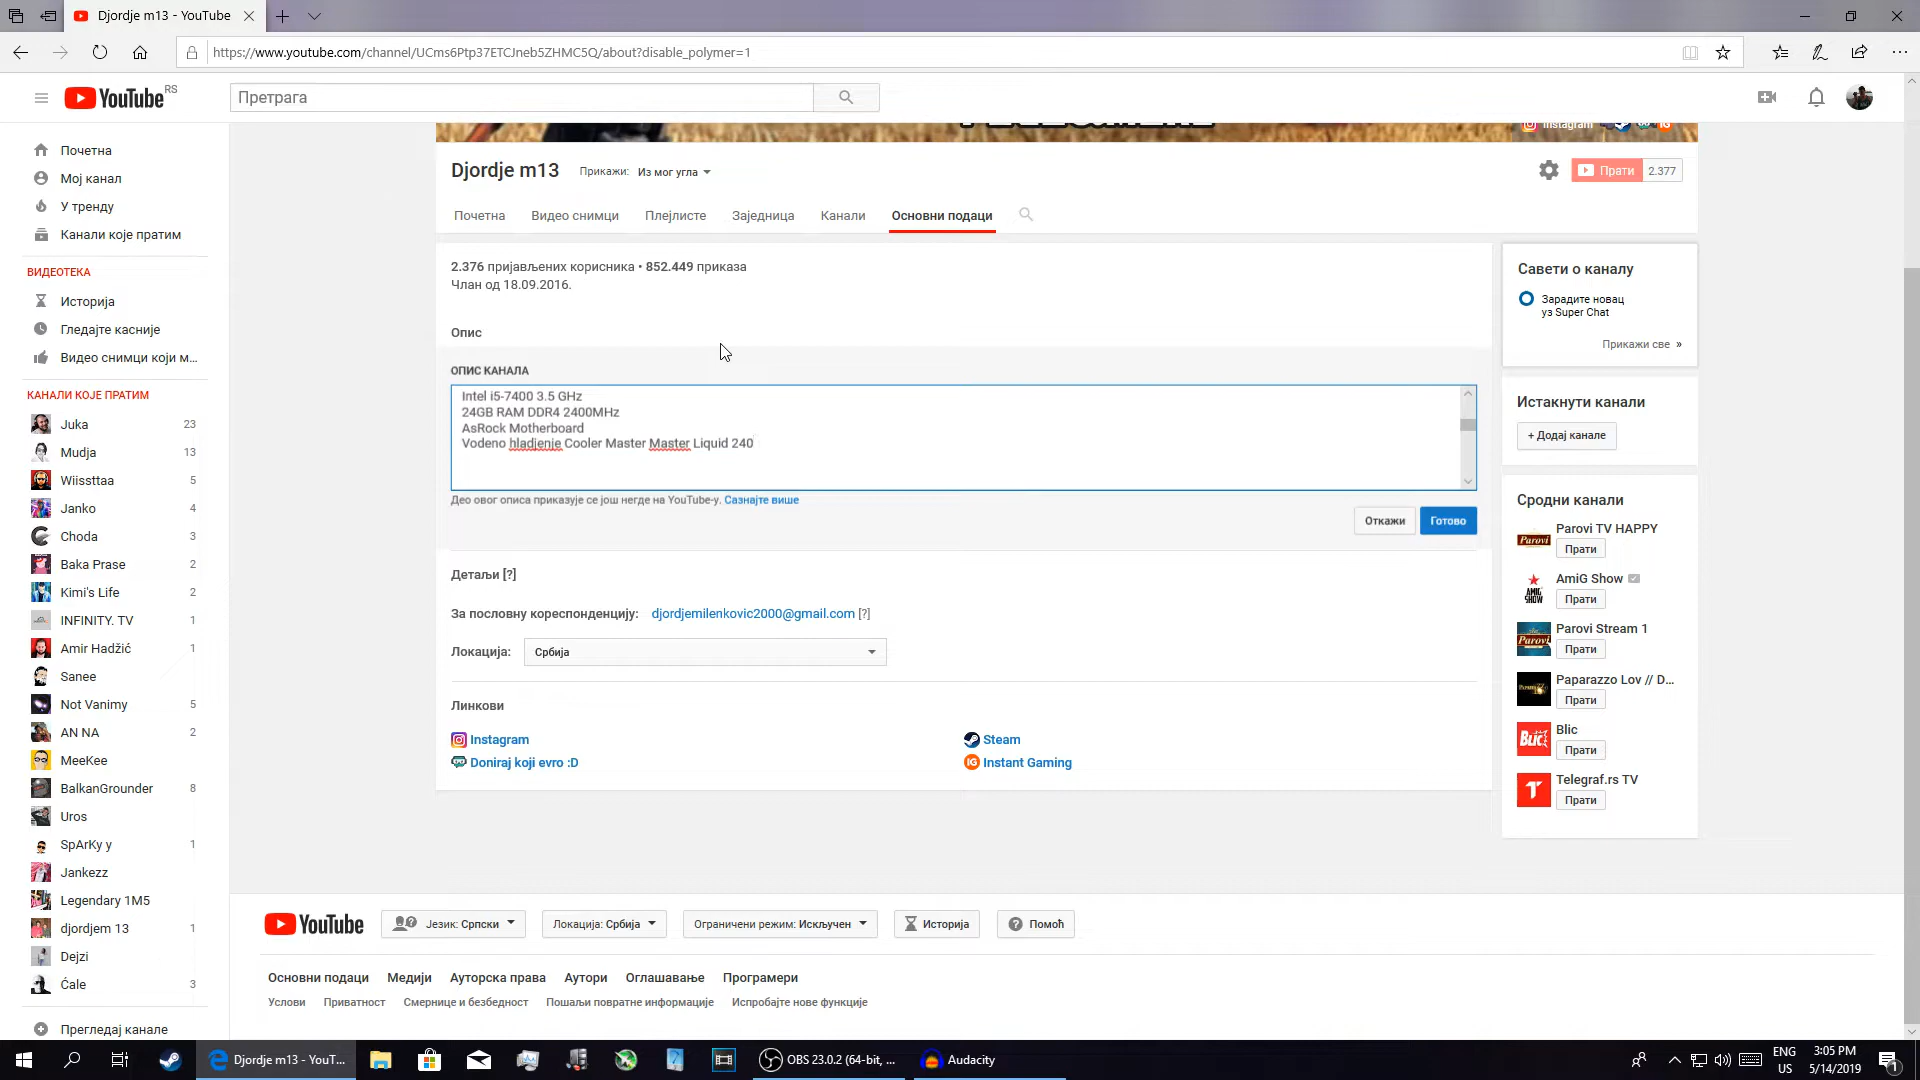 Djordje m13 - YouTube
https://www.youtube.com/channel/UCms6Ptp37ETCJneb5ZHMC5Q/about?disable_polymer=1
YouTube RS
Претрага
Почетна
Мој канал
У тренду
Канали које пратим
ВИДЕОТЕКА
Историја
Гледајте касније
Видео снимци који м...
КАНАЛИ КОЈЕ ПРАТИМ
Juka 23
Mudja 13
Wiissttaa 5
Janko 4
Choda 3
Baka Prase 2
Kimi's Life 2
INFINITY. TV 1
Amir Hadžić 1
Sanee
Not Vanimy 5
AN NA 2
MeeKee
BalkanGrounder 8
Uros
SpArKy y 1
Jankezz
Legendary 1M5
djordjem 13 1
Dejzi
Ćale 3
Прегледај канале
Instagram
Djordje m13 Прикажи: Из мог угла
Прати 2.377
Почетна Видео снимци Плејлисте Заједница Канали Основни подаци
2.376 пријављених корисника • 852.449 приказа
Члан од 18.09.2016.
Опис
ОПИС КАНАЛА
Intel i5-7400 3.5 GHz
24GB RAM DDR4 2400MHz
AsRock Motherboard
Vodeno hladjenje Cooler Master Master Liquid 240
Део овог описа приказује се још негде на YouTube-у. Сазнајте више
Откажи Готово
Детаљи [?]
За пословну кореспонденцију: djordjemilenkovic2000@gmail.com [?]
Локација: Србија
Линкови
Instagram
Steam
Doniraj koji evro :D
Instant Gaming
Савети о каналу
Зарадите новац
уз Super Chat
Прикажи све »
Истакнути канали
+ Додај канале
Сродни канали
Parovi TV HAPPY
Прати
AmiG Show
Прати
Parovi Stream 1
Прати
Paparazzo Lov // D...
Прати
Blic
Прати
Telegraf.rs TV
Прати
YouTube
Језик: Српски
Локација: Србија
Ограничени режим: Искључен
Историја
Помоћ
Основни подаци Медији Ауторска права Аутори Оглашавање Програмери
Услови Приватност Смернице и безбедност Пошаљи повратне информације Испробајте нове функције
Djordje m13 - YouT...
OBS 23.0.2 (64-bit, ...
Audacity
ENG
US
3:05 PM
5/14/2019
1